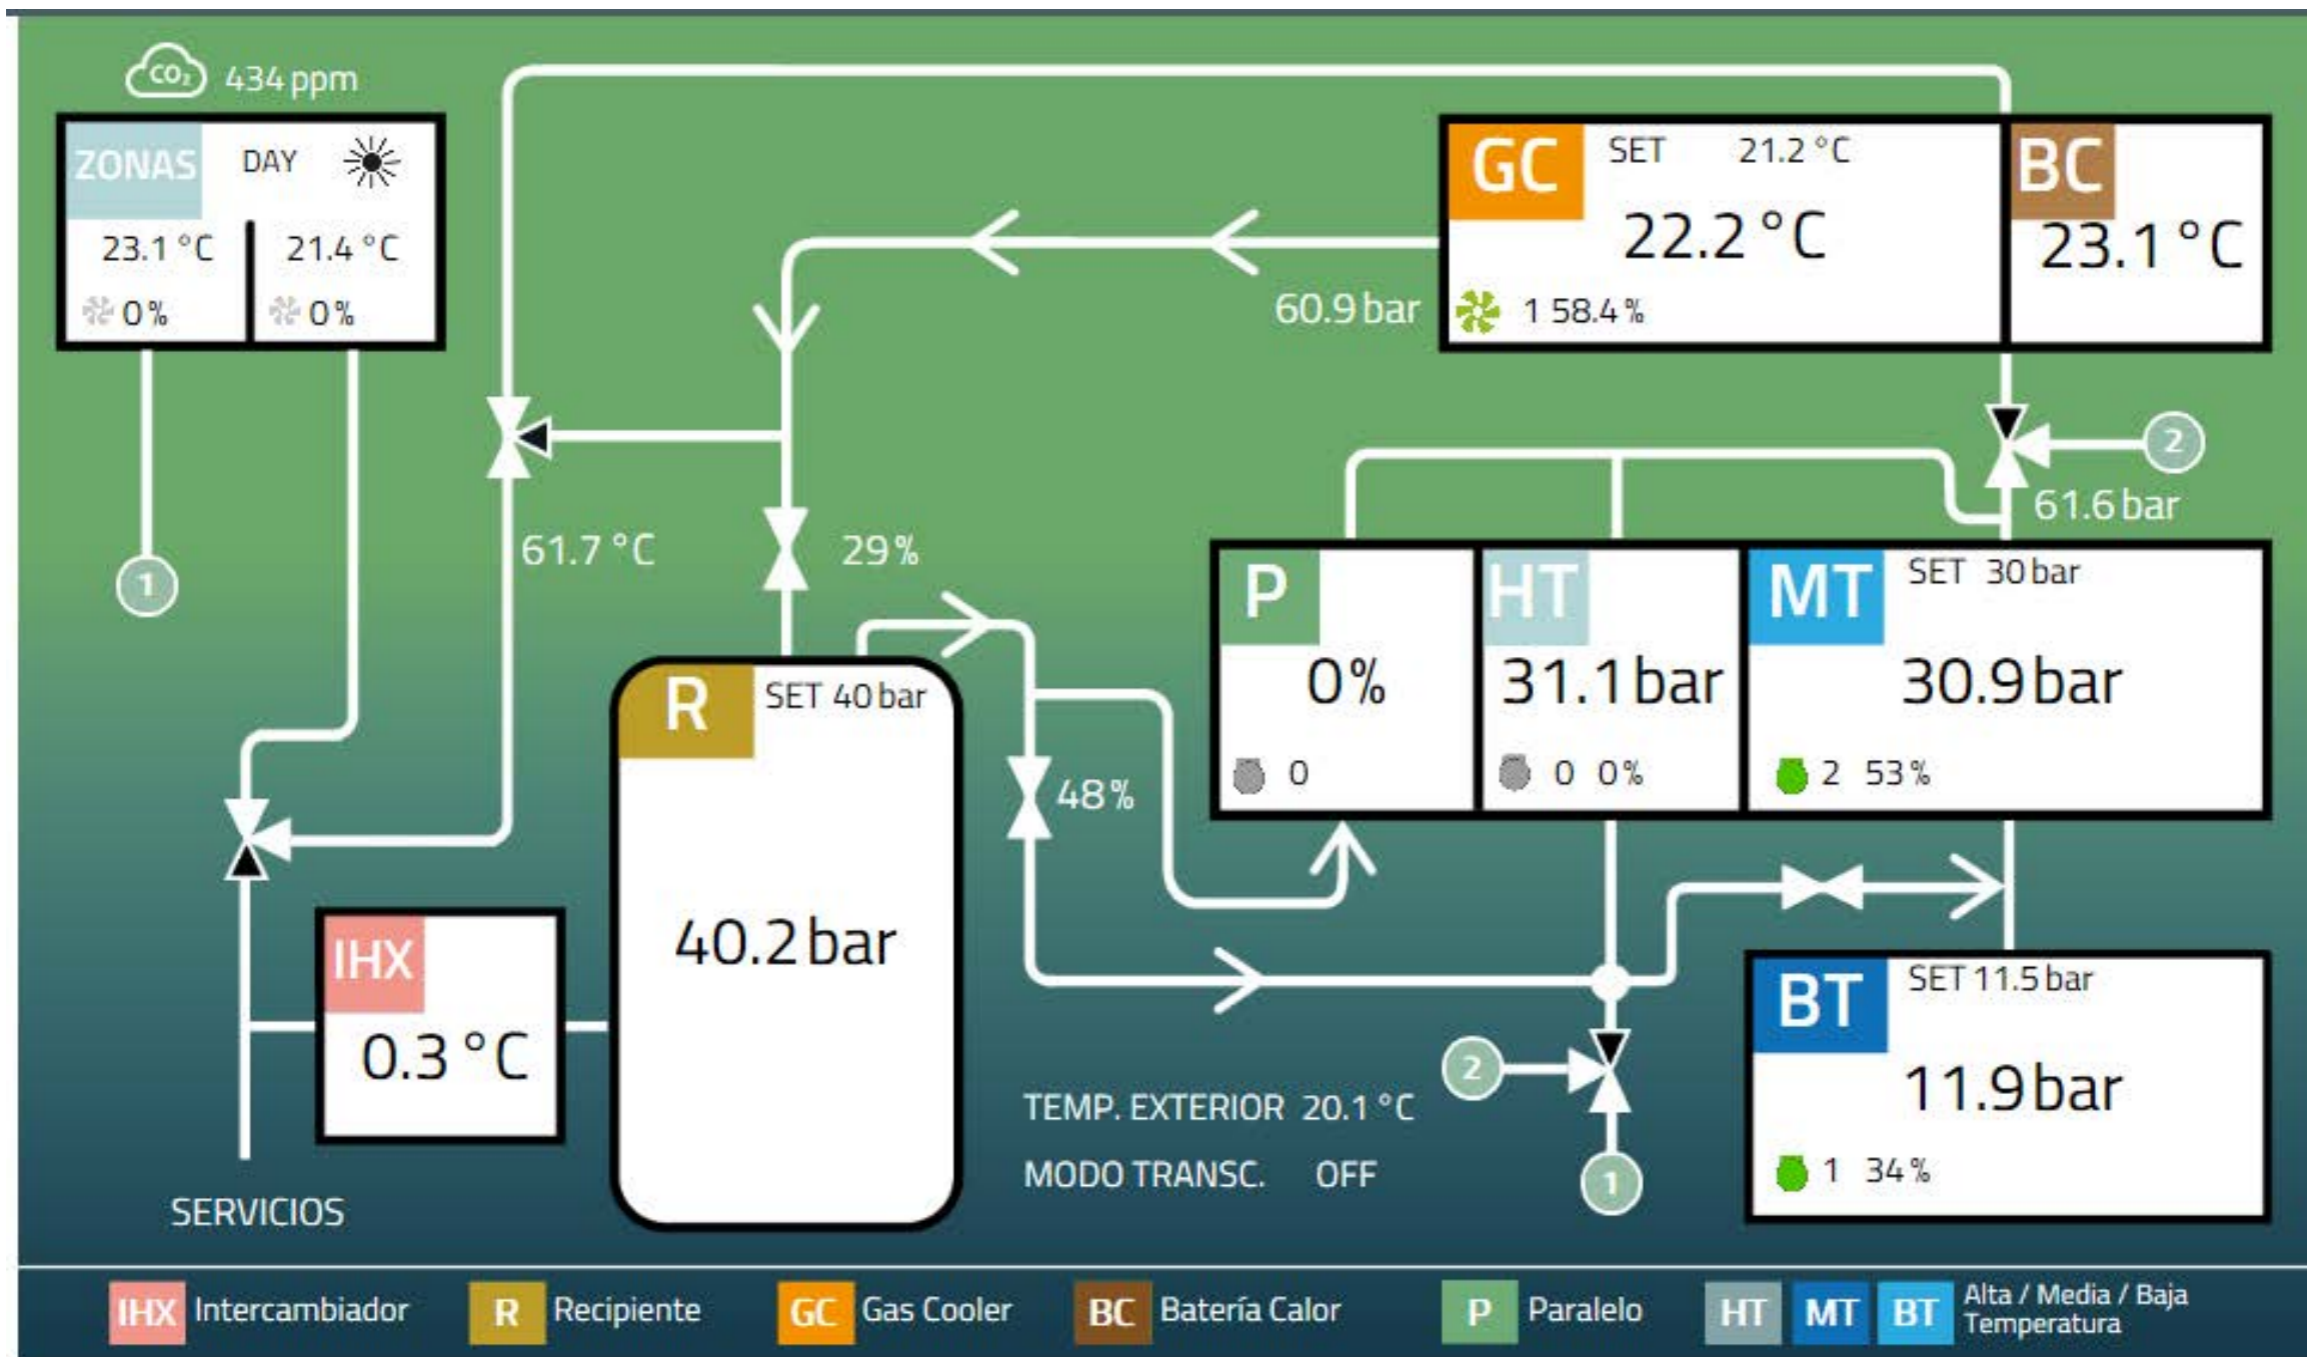 CO₂ 434 ppm
ZONAS DAY
23.1 °C 21.4 °C
0% 0%
1
GC SET 21.2 °C
22.2 °C
1 58.4%
BC
23.1 °C
60.9 bar
2
61.6 bar
61.7 °C
29%
P
0%
0
HT
31.1 bar
0 0%
MT SET 30 bar
30.9 bar
2 53%
R SET 40 bar
40.2 bar
48%
IHX
0.3 °C
SERVICIOS
BT SET 11.5 bar
11.9 bar
1 34%
2
1
TEMP. EXTERIOR 20.1 °C
MODO TRANSC. OFF
IHX Intercambiador
R Recipiente
GC Gas Cooler
BC Batería Calor
P Paralelo
HT MT BT Alta / Media / Baja
Temperatura